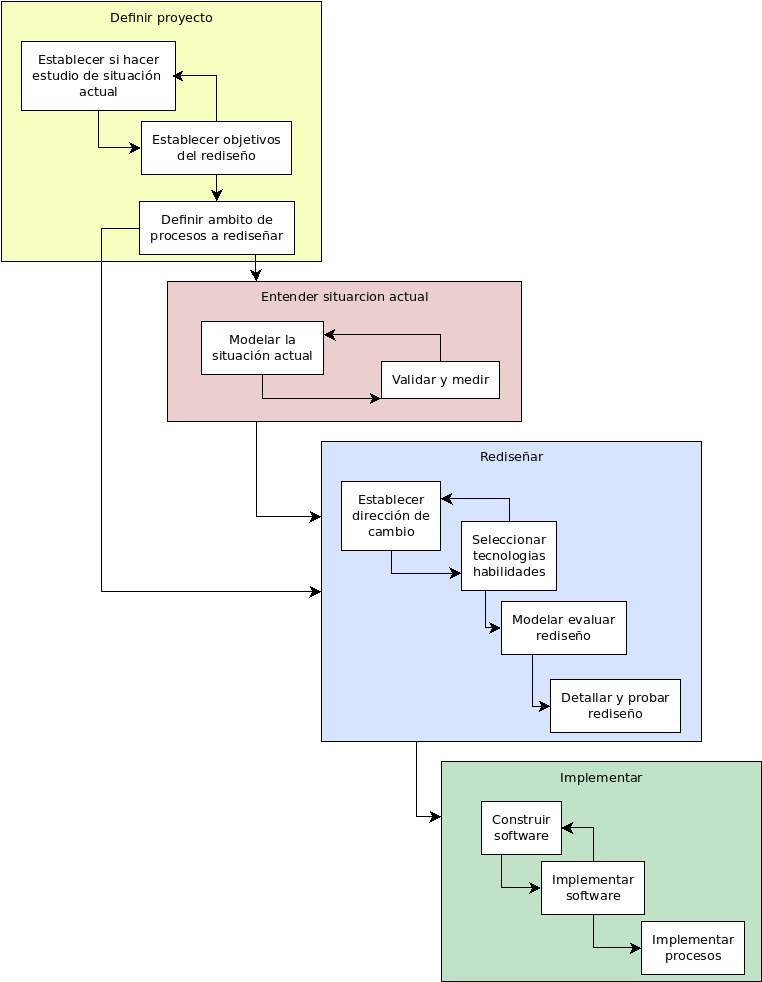 Definir proyecto
Establecer si hacer
estudio de situación
actual
Establecer objetivos
del rediseño
Definir ambito de
procesos a rediseñar
Entender situarcion actual
Modelar la
situación actual
Validar y medir
Rediseñar
Establecer
dirección de
cambio
Seleccionar
tecnologias
habilidades
Modelar evaluar
rediseño
Detallar y probar
rediseño
Implementar
Construir
software
Implementar
software
Implementar
procesos